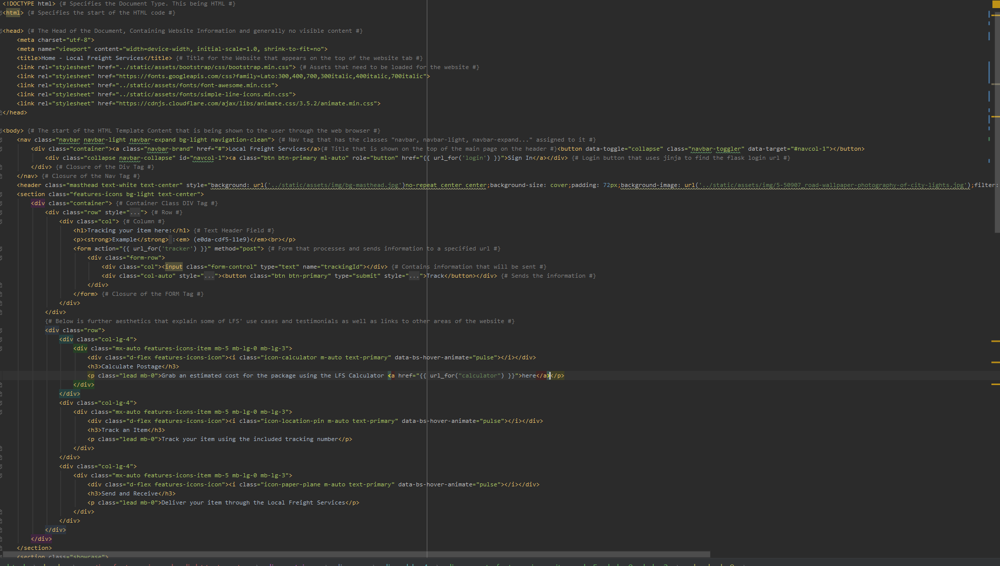 <!DOCTYPE html> {# Specifies the Document Type. This being HTML #}
<html> {# Specifies the start of the HTML code #}
<head> {# The Head of the Document, Containing Website Information and generally no visible content #}
<meta charset="utf-8">
<meta name="viewport" content="width=device-width, initial-scale=1.0, shrink-to-fit=no">
<title>Home - Local Freight Services</title> {# Title for the Website that appears on the top of the website tab #}
<link rel="stylesheet" href="../static/assets/bootstrap/css/bootstrap.min.css"> {# Assets that need to be loaded for the website #}
<link rel="stylesheet" href="https://fonts.googleapis.com/css?family=Lato:300,400,700,300italic,400italic,700italic">
<link rel="stylesheet" href="../static/assets/fonts/font-awesome.min.css">
<link rel="stylesheet" href="../static/assets/fonts/simple-line-icons.min.css">
<link rel="stylesheet" href="https://cdnjs.cloudflare.com/ajax/libs/animate.css/3.5.2/animate.min.css">
</head>
<body> {# The start of the HTML Template Content that is being shown to the user through the web browser #}
<nav class="navbar navbar-light navbar-expand bg-light navigation-clean"> {# Nav tag that has the classes "navbar, navbar-light, navbar-expand..." assigned to it #}
<div class="container"><a class="navbar-brand" href="#">Local Freight Services</a>{# Title that is shown on the top of the main page on the header #}<button data-toggle="collapse" class="navbar-toggler" data-target="#navcol-1"></button>
<div class="collapse navbar-collapse" id="navcol-1"><a class="btn btn-primary ml-auto" role="button" href="{{ url_for('login') }}">Sign In</a></div> {# Login button that uses jinja to find the flask login url #}
</div> {# Closure of the Div Tag #}
</nav> {# Closure of the Nav Tag #}
<header class="masthead text-white text-center" style="background: url('../static/assets/img/bg-masthead.jpg')no-repeat center center;background-size: cover;padding: 72px;background-image: url('../static/assets/img/5-50907_road-wallpaper-photography-of-city-lights.jpg');filter:
<section class="features-icons bg-light text-center">
<div class="container"> {# Container Class DIV Tag #}
<div class="row" style="..."> {# Row #}
<div class="col"> {# Column #}
<h1>Tracking your item here:</h1> {# Text Header Field #}
<p><strong>Example</strong> :<em> (e0da-cdf5-11e9)</em><br></p>
<form action="{{ url_for('tracker') }}" method="post"> {# Form that processes and sends information to a specified url #}
<div class="form-row">
<div class="col"><input class="form-control" type="text" name="trackingId"></div> {# Contains information that will be sent #}
<div class="col-auto" style="..."><button class="btn btn-primary" type="submit" style="...">Track</button></div> {# Sends the information #}
</div>
</form> {# Closure of the FORM Tag #}
</div>
</div>
{# Below is further aesthetics that explain some of LFS' use cases and testimonials as well as links to other areas of the website #}
<div class="row">
<div class="col-lg-4">
<div class="mx-auto features-icons-item mb-5 mb-lg-0 mb-lg-3">
<div class="d-flex features-icons-icon"><i class="icon-calculator m-auto text-primary" data-bs-hover-animate="pulse"></i></div>
<h3>Calculate Postage</h3>
<p class="lead mb-0">Grab an estimated cost for the package using the LFS Calculator <a href="{{ url_for("calculator") }}">here</a></p>
</div>
</div>
<div class="col-lg-4">
<div class="mx-auto features-icons-item mb-5 mb-lg-0 mb-lg-3">
<div class="d-flex features-icons-icon"><i class="icon-location-pin m-auto text-primary" data-bs-hover-animate="pulse"></i></div>
<h3>Track an Item</h3>
<p class="lead mb-0">Track your item using the included tracking number</p>
</div>
</div>
<div class="col-lg-4">
<div class="mx-auto features-icons-item mb-5 mb-lg-0 mb-lg-3">
<div class="d-flex features-icons-icon"><i class="icon-paper-plane m-auto text-primary" data-bs-hover-animate="pulse"></i></div>
<h3>Send and Receive</h3>
<p class="lead mb-0">Deliver your item through the Local Freight Services</p>
</div>
</div>
</div>
</div>
</section>
<section class="showcase">